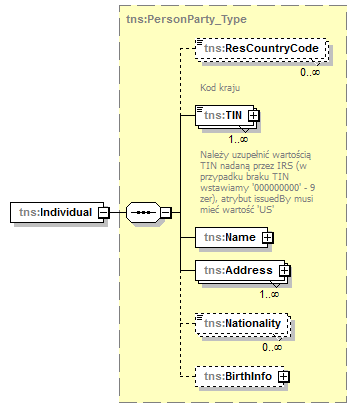 tns:PersonParty_Type
tns:ResCountryCode
0..∞
Kod kraju
tns:TIN
1..∞
Należy uzupełnić wartością
TIN nadaną przez IRS (w
przypadku braku TIN
wstawiamy '000000000' - 9
zer), atrybut issuedBy musi
mieć wartość 'US'
tns:Individual
tns:Name
tns:Address
1..∞
tns:Nationality
0..∞
tns:BirthInfo